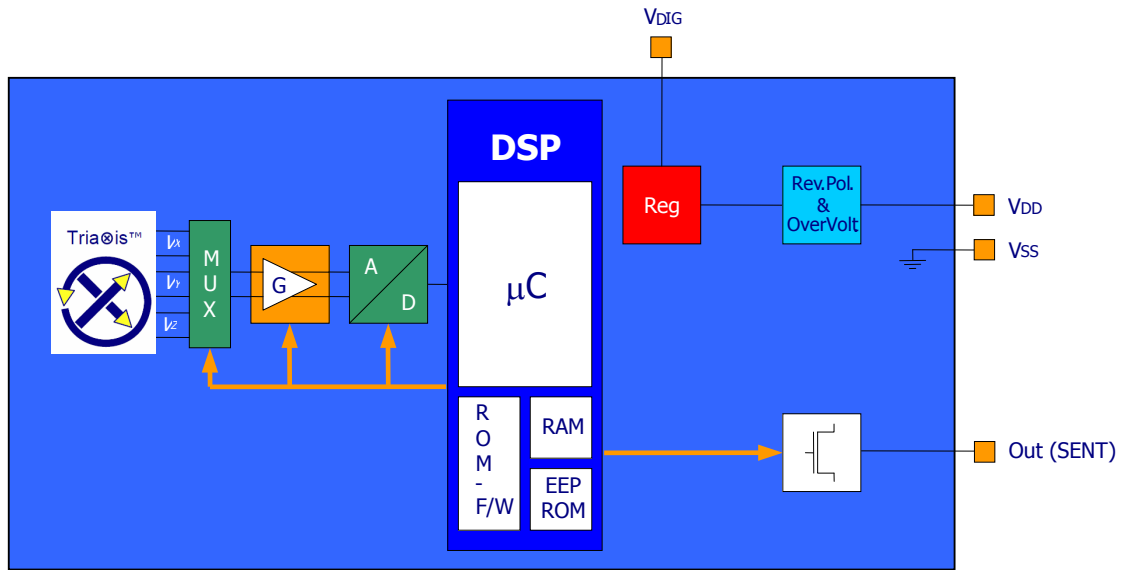 VDIG
DSP
Reg
Rev.Pol.
&
OverVolt
VDD
VSS
Tria⊗is™
VX
VY
VZ
M
U
X
G
A
D
μC
R
O
M
-
F/W
RAM
EEP
ROM
Out (SENT)